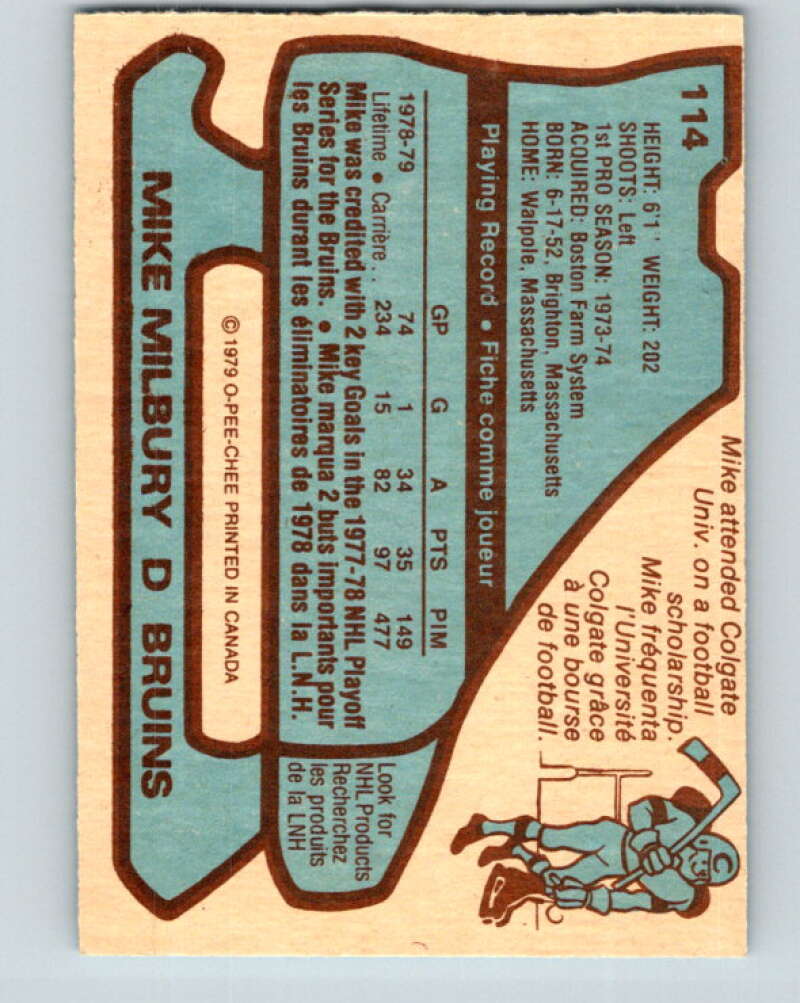 114
HEIGHT: 6'1' WEIGHT: 202
SHOOTS: Left
1st PRO SEASON: 1973-74
ACQUIRED: Boston Farm System
BORN: 6-17-52, Brighton, Massachusetts
HOME: Walpole, Massachusetts
Mike attended Colgate
Univ. on a football
scholarship.
Mike fréquenta
l'Université
Colgate grâce
à une bourse
de football.
C
Playing Record • Fiche comme joueur
GP G A PTS PIM
1978-79 74 1 34 35 149
Lifetime • Carrière.. 234 15 82 97 477
Mike was credited with 2 key Goals in the 1977-78 NHL Playoff
Series for the Bruins. • Mike marqua 2 buts importants pour
les Bruins durant les éliminatoires de 1978 dans la L.N.H.
Look for
NHL Products
Recherchez
les produits
de la LNH
© 1979 O-PEE-CHEE PRINTED IN CANADA
MIKE MILBURY D BRUINS